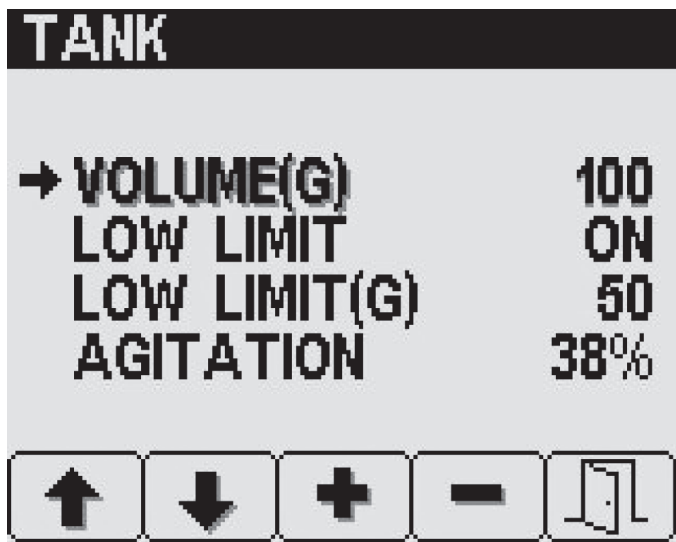 TANK
VOLUME(G) 100
LOW LIMIT ON
LOW LIMIT(G) 50
AGITATION 38%